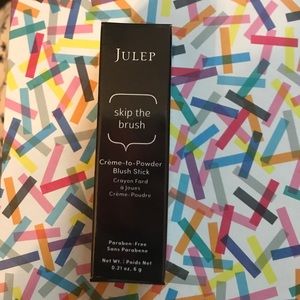 JULEP
skip the
brush
Crème-to-Powder
Blush Stick
Crayon Fard
à Joues
Crème-Poudre
Paraben-Free
Sans Parabene
Net Wt. | Poids Net
0.21 oz. 6 g